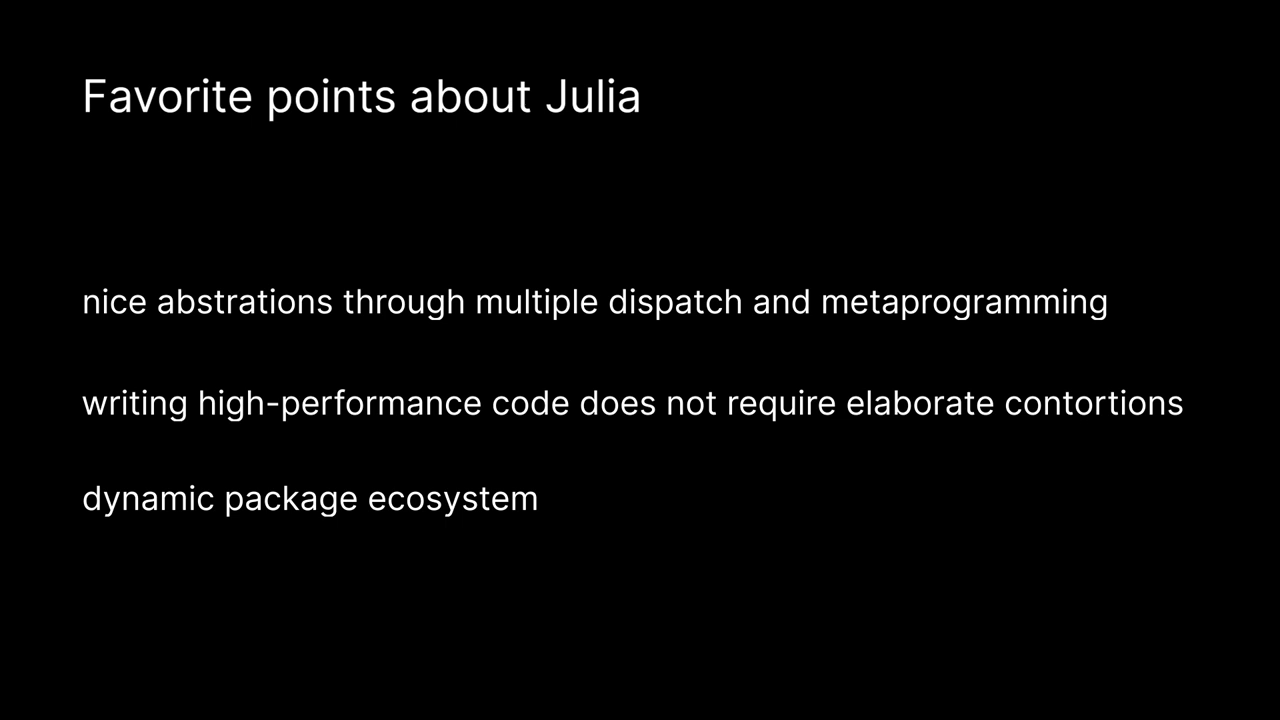 Favorite points about Julia
nice abstrations through multiple dispatch and metaprogramming
writing high-performance code does not require elaborate contortions
dynamic package ecosystem